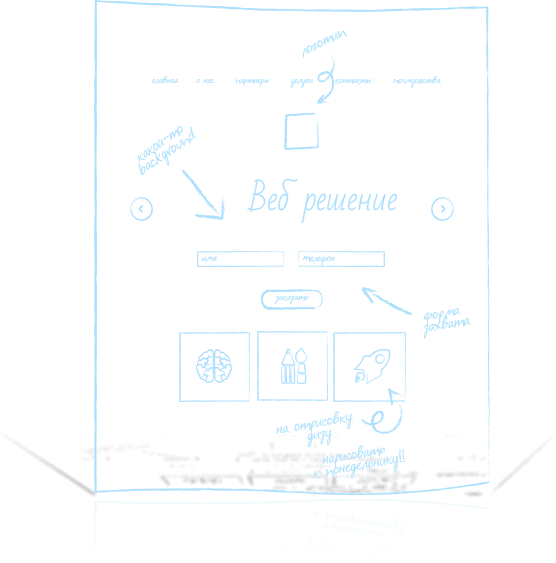 логотип
главная о нас партнеры услуги контакты преимущества
какой-то
background
Веб решение
имя телефон
заказать
форма
захвата
на отрисовку
дизу
нарисовать
к понедельнику!!